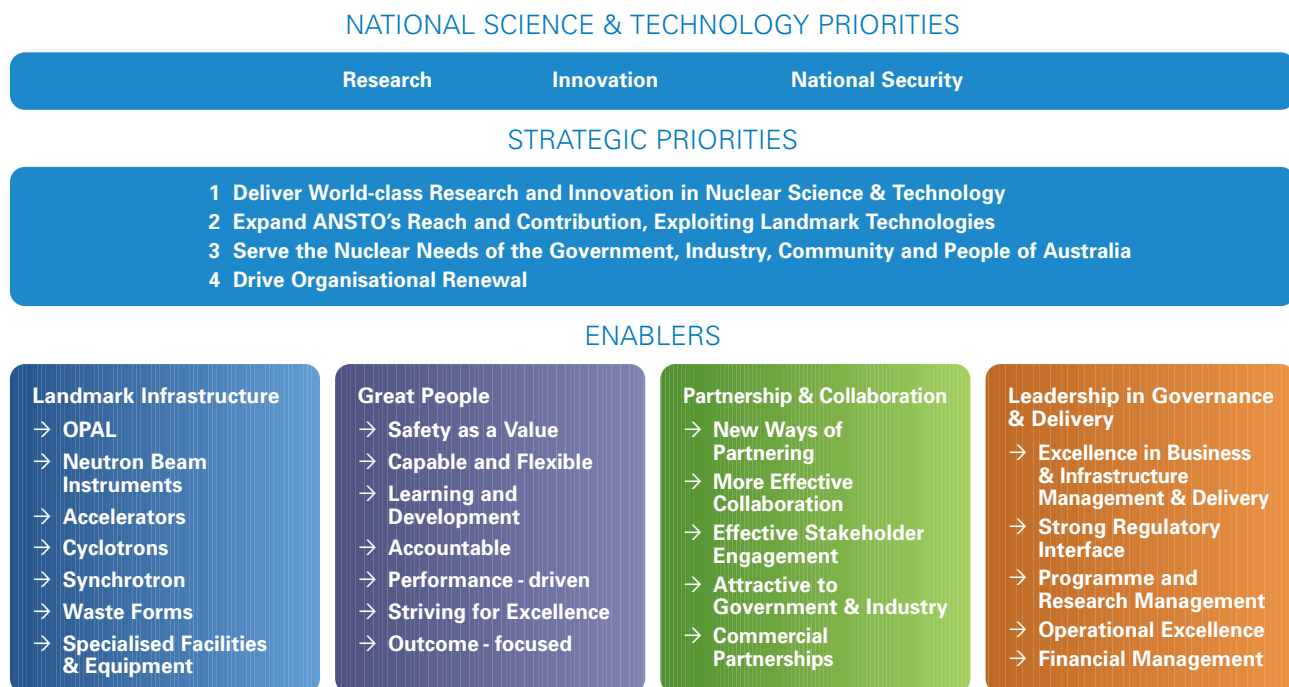 NATIONAL SCIENCE & TECHNOLOGY PRIORITIES
Research Innovation National Security
STRATEGIC PRIORITIES
1 Deliver World-class Research and Innovation in Nuclear Science & Technology
2 Expand ANSTO's Reach and Contribution, Exploiting Landmark Technologies
3 Serve the Nuclear Needs of the Government, Industry, Community and People of Australia
4 Drive Organisational Renewal
ENABLERS
Landmark Infrastructure
→ OPAL
→ Neutron Beam
Instruments
→ Accelerators
→ Cyclotrons
→ Synchrotron
→ Waste Forms
→ Specialised Facilities
& Equipment
Great People
→ Safety as a Value
→ Capable and Flexible
→ Learning and
Development
→ Accountable
→ Performance - driven
→ Striving for Excellence
→ Outcome - focused
Partnership & Collaboration
→ New Ways of
Partnering
→ More Effective
Collaboration
→ Effective Stakeholder
Engagement
→ Attractive to
Government & Industry
→ Commercial
Partnerships
Leadership in Governance
& Delivery
→ Excellence in Business
& Infrastructure
Management & Delivery
→ Strong Regulatory
Interface
→ Programme and
Research Management
→ Operational Excellence
→ Financial Management